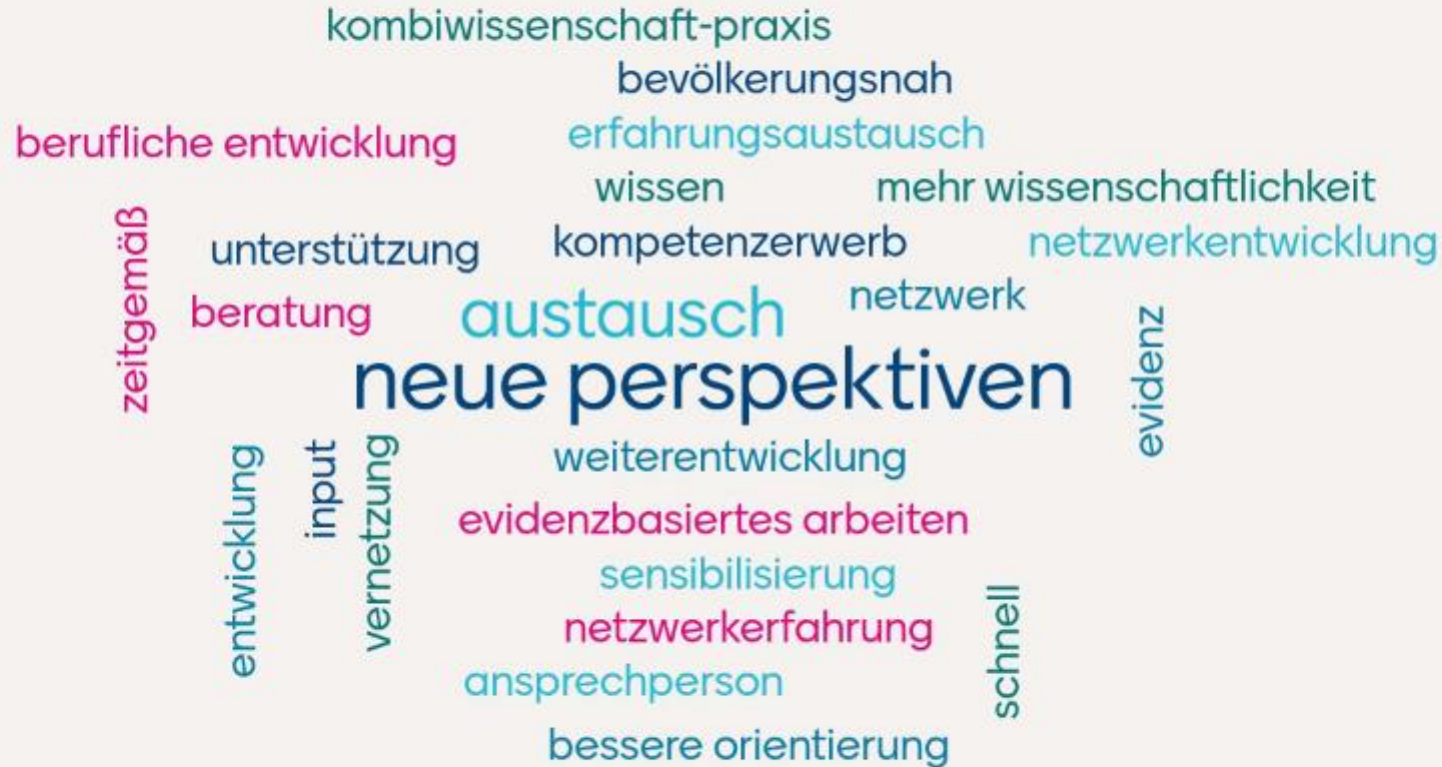 kombiwissenschaft-praxis
bevölkerungsnah
berufliche entwicklung
erfahrungsaustausch
wissen
mehr wissenschaftlichkeit
zeitgemäß
unterstützung
kompetenzerwerb
netzwerkentwicklung
beratung
austausch
netzwerk
evidenz
neue perspektiven
entwicklung
input
vernetzung
weiterentwicklung
evidenzbasiertes arbeiten
sensibilisierung
schnell
netzwerkerfahrung
ansprechperson
bessere orientierung